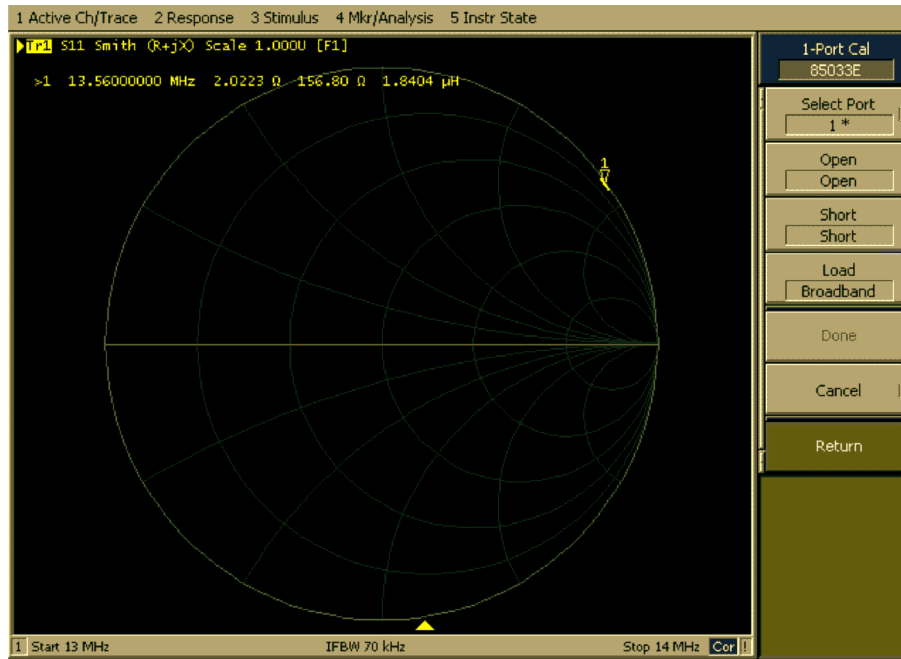 1 Active Ch/Trace 2 Response 3 Stimulus 4 Mkr/Analysis 5 Instr State
Tr1 S11 Smith (R+jX) Scale 1.000U [F1]
>1 13.56000000 MHz 2.0223 Ω 156.80 Ω 1.8404 µH
1
1-Port Cal
85033E
Select Port
1 *
Open
Open
Short
Short
Load
Broadband
Done
Cancel
Return
1 Start 13 MHz IFBW 70 kHz Stop 14 MHz Cor !